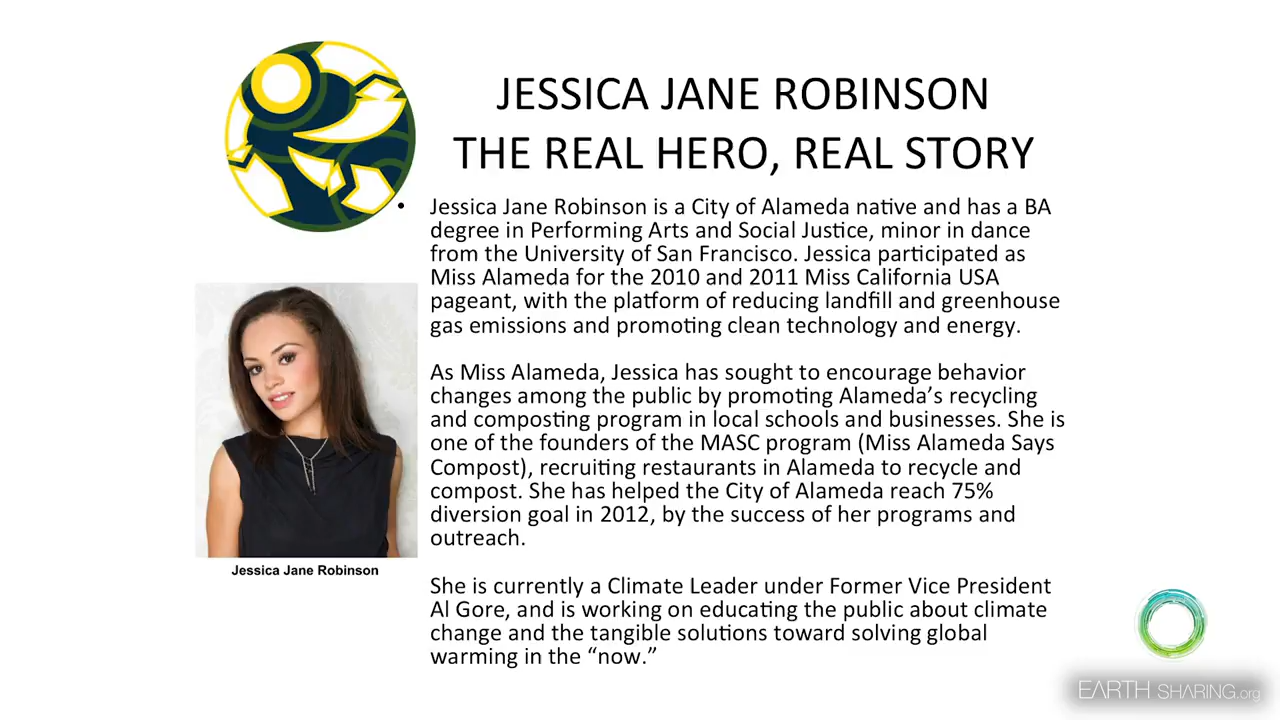 JESSICA JANE ROBINSON
THE REAL HERO, REAL STORY
• Jessica Jane Robinson is a City of Alameda native and has a BA
degree in Performing Arts and Social Justice, minor in dance
from the University of San Francisco. Jessica participated as
Miss Alameda for the 2010 and 2011 Miss California USA
pageant, with the platform of reducing landfill and greenhouse
gas emissions and promoting clean technology and energy.
As Miss Alameda, Jessica has sought to encourage behavior
changes among the public by promoting Alameda’s recycling
and composting program in local schools and businesses. She is
one of the founders of the MASC program (Miss Alameda Says
Compost), recruiting restaurants in Alameda to recycle and
compost. She has helped the City of Alameda reach 75%
diversion goal in 2012, by the success of her programs and
outreach.
Jessica Jane Robinson
She is currently a Climate Leader under Former Vice President
Al Gore, and is working on educating the public about climate
change and the tangible solutions toward solving global
warming in the “now.”
EARTH SHARING.org